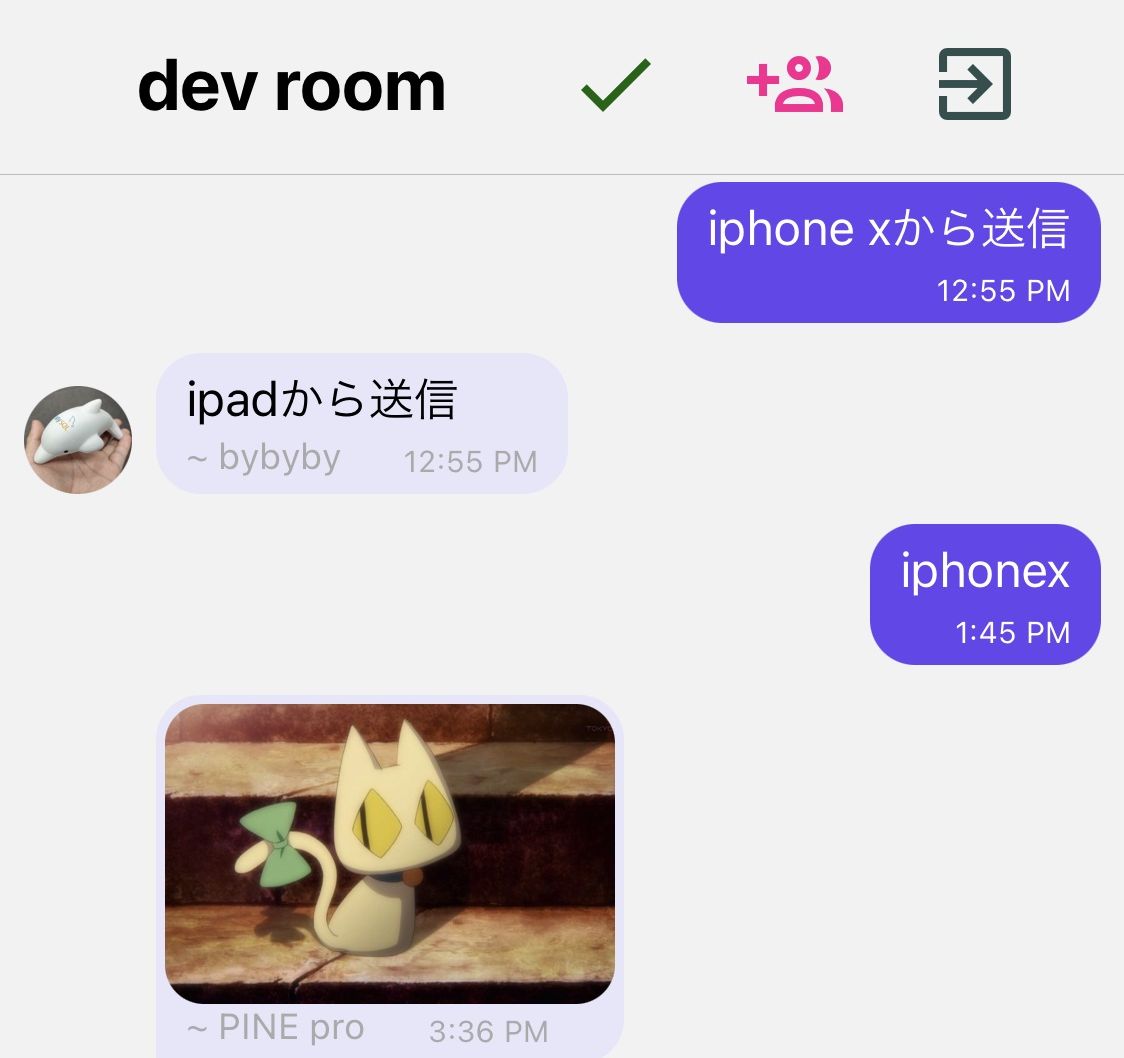 dev room
iphone xから送信
12:55 PM
ipadから送信
~ bybyby 12:55 PM
iphonex
1:45 PM
~ PINE pro 3:36 PM